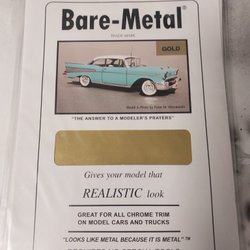 Bare-Metal®
TRADE MARK
GOLD
"THE ANSWER TO A MODELER'S PRAYERS"
Gives your model that
REALISTIC look
GREAT FOR ALL CHROME TRIM
ON MODEL CARS AND TRUCKS
"LOOKS LIKE METAL BECAUSE IT IS METAL"™